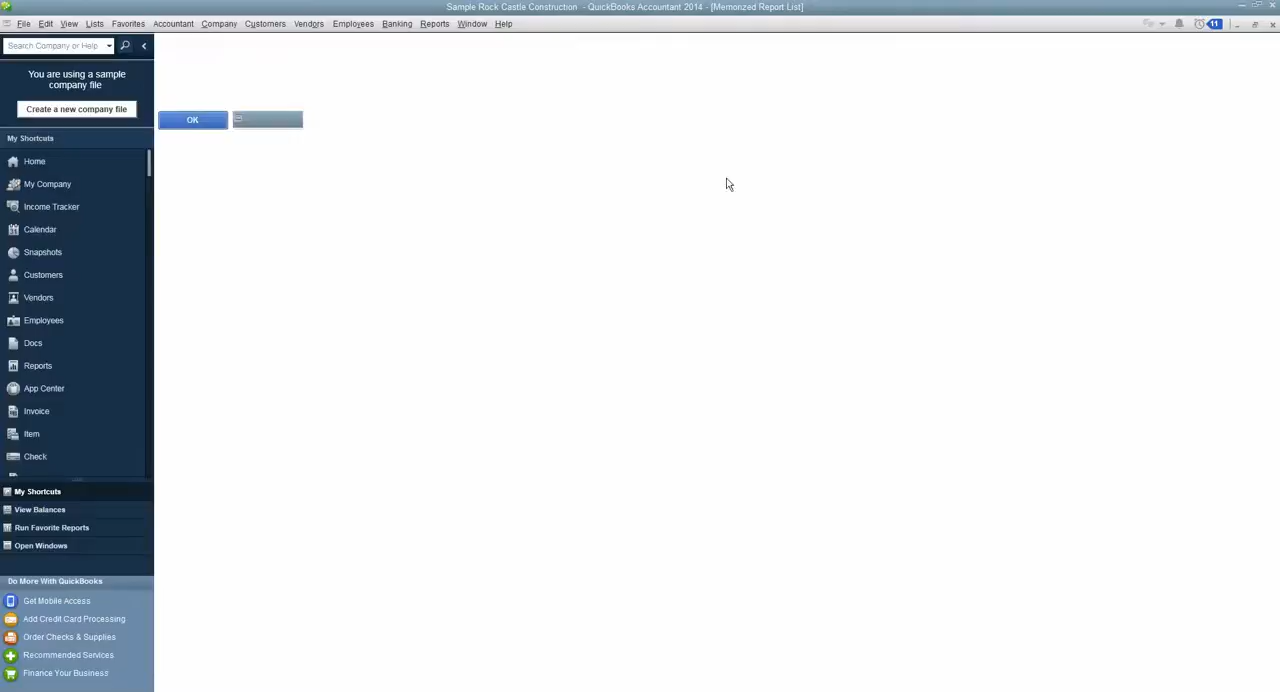 Sample Rock Castle Construction - QuickBooks Accountant 2014 - [Memorized Report List]
File Edit View Lists Favorites Accountant Company Customers Vendors Employees Banking Reports Window Help
11
Search Company or Help
You are using a sample
company file
Create a new company file
OK
My Shortcuts
Home
My Company
Income Tracker
Calendar
Snapshots
Customers
Vendors
Employees
Docs
Reports
App Center
Invoice
Item
Check
My Shortcuts
View Balances
Run Favorite Reports
Open Windows
Do More With QuickBooks
Get Mobile Access
Add Credit Card Processing
Order Checks & Supplies
Recommended Services
Finance Your Business